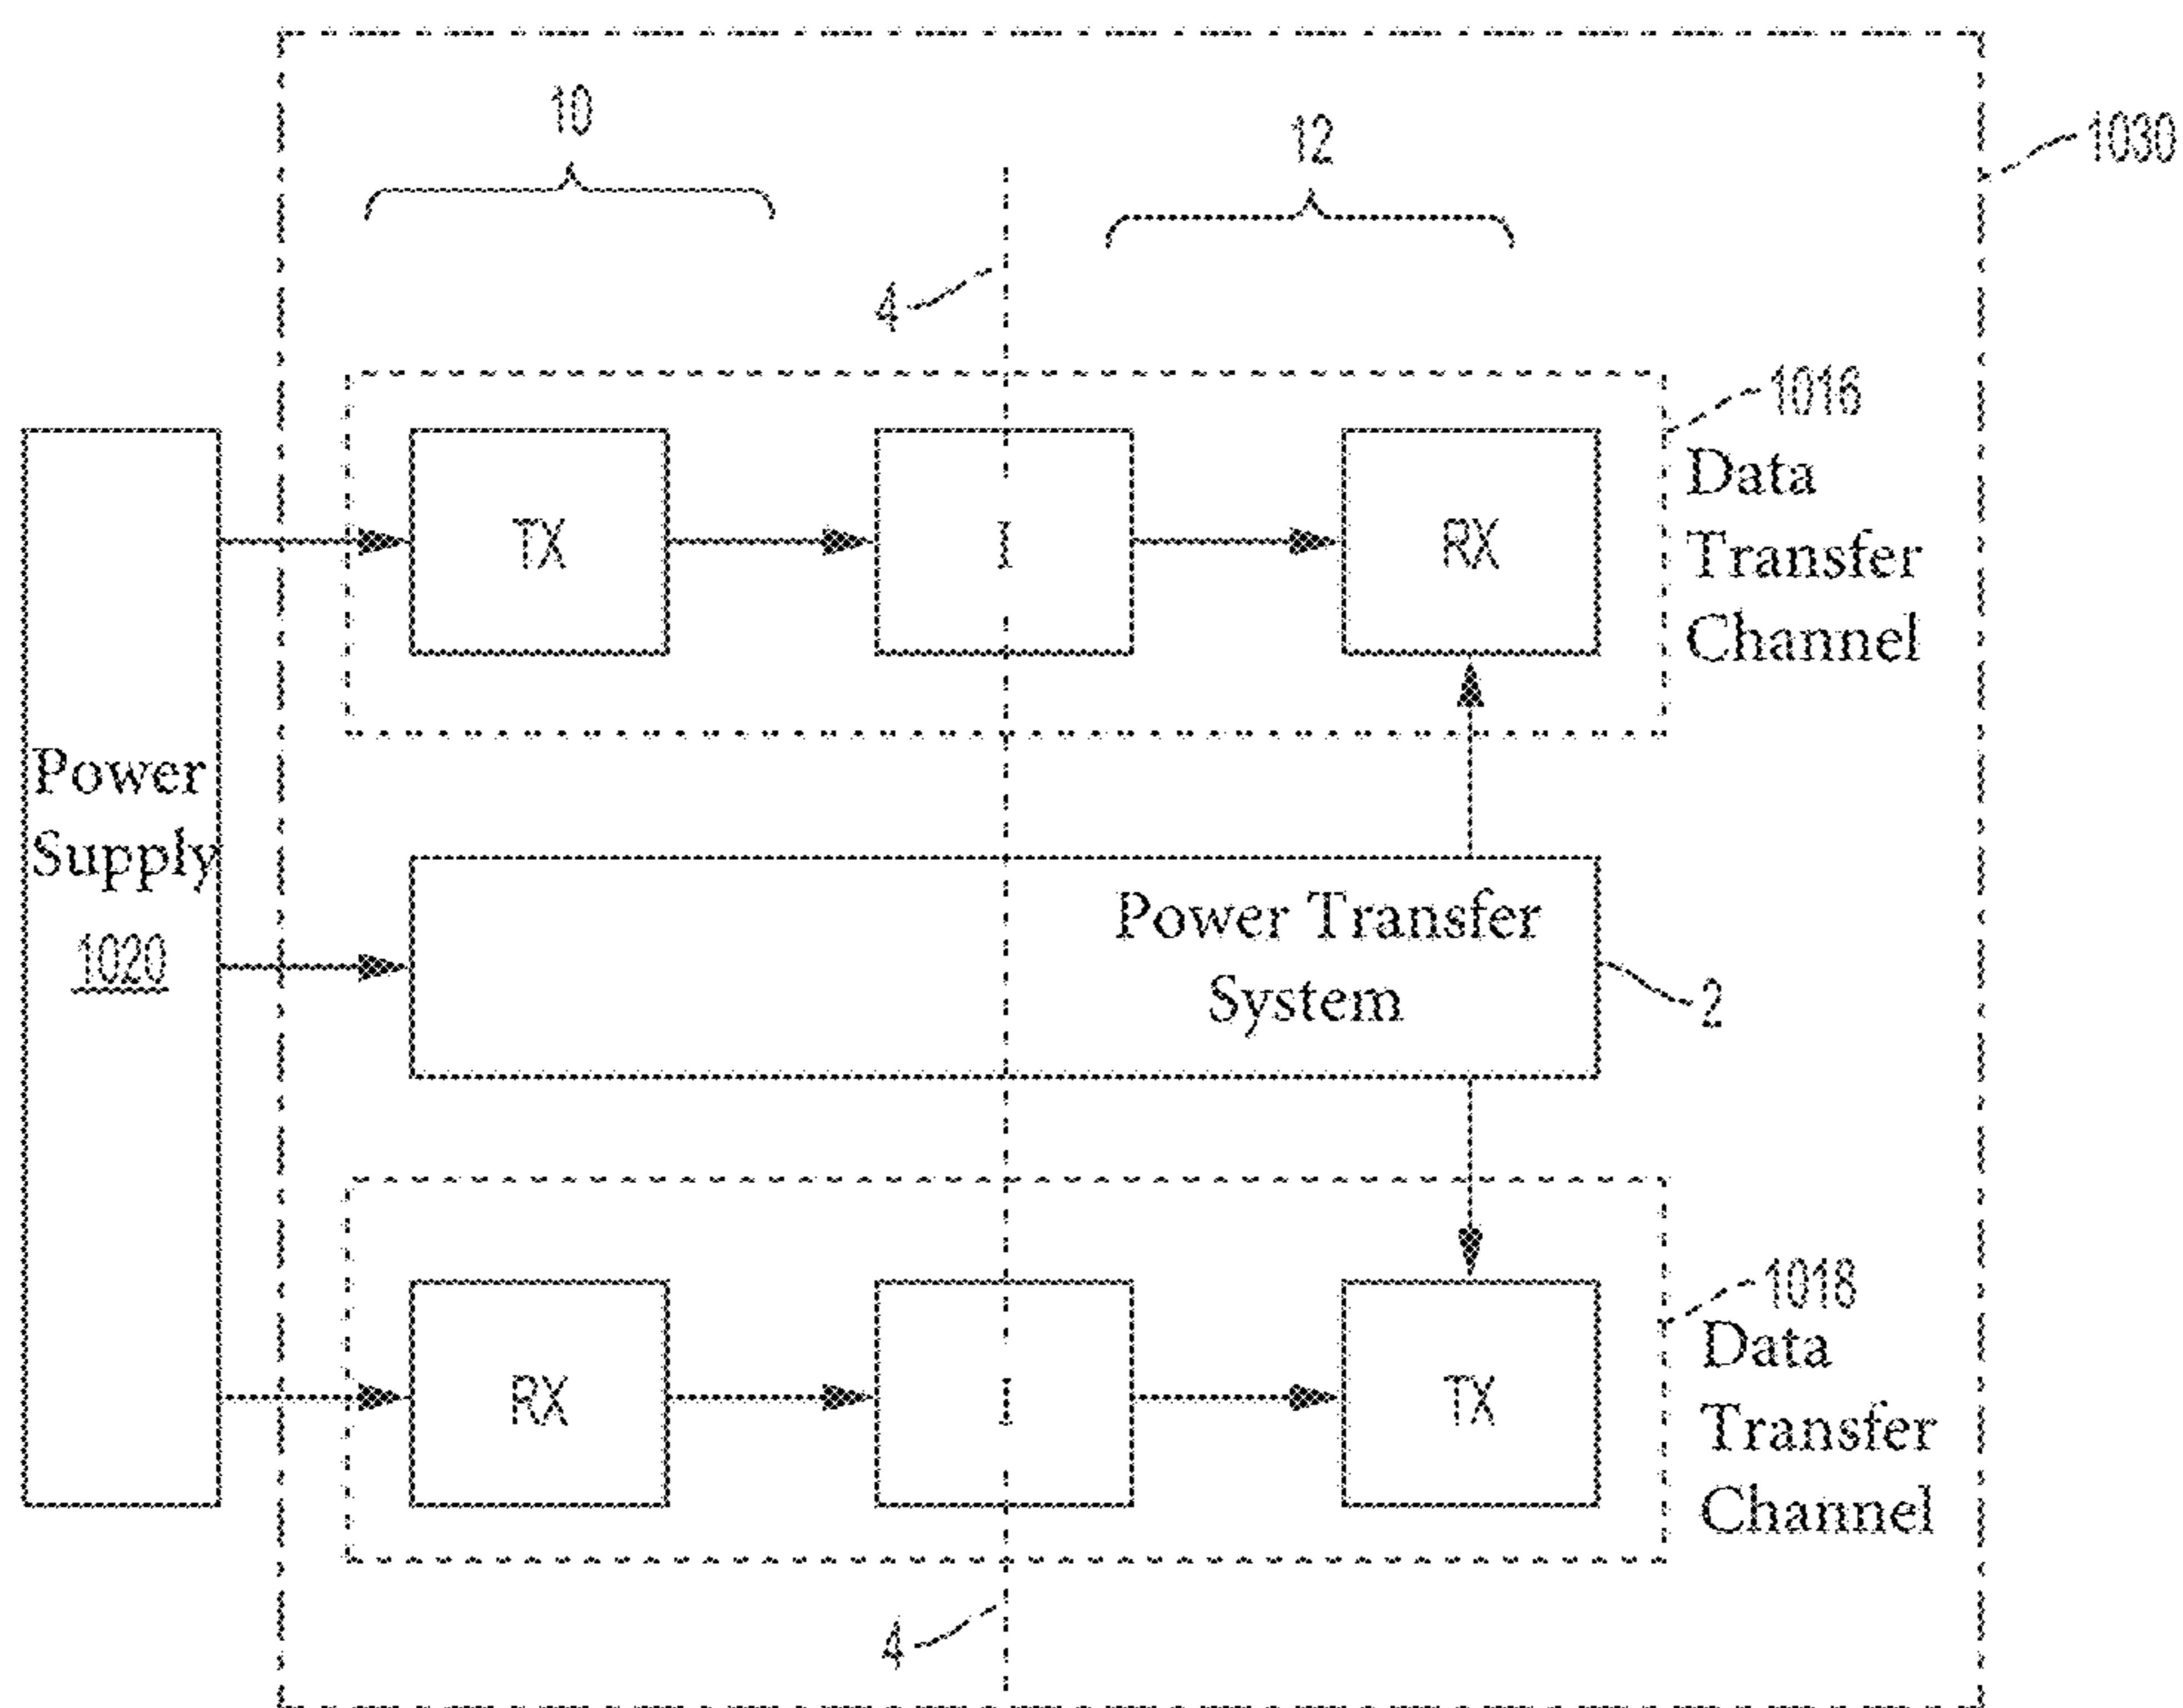 10
12
1030
4
1016
Data
Transfer
Channel
TX
I
RX
Power
Supply
1020
Power Transfer
System
2
1018
Data
Transfer
Channel
RX
I
TX
4